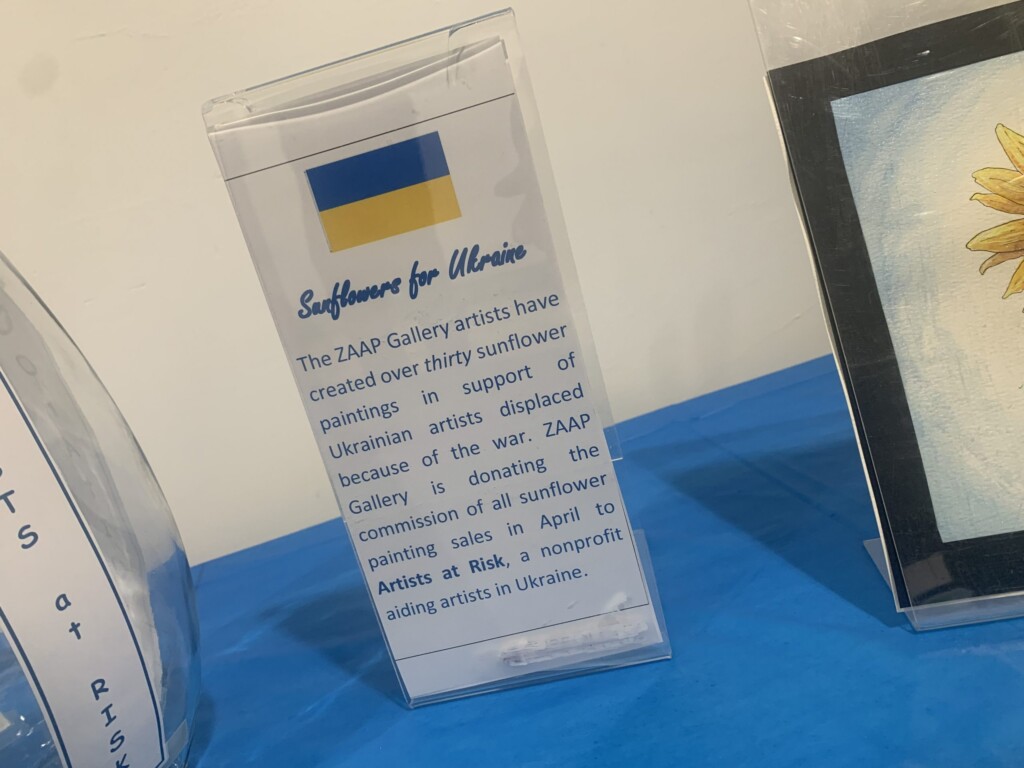 Sunflowers for Ukraine
The ZAAP Gallery artists have
created over thirty sunflower
paintings in support of
Ukrainian artists displaced
because of the war. ZAAP
Gallery is donating the
commission of all sunflower
painting sales in April to
Artists at Risk, a nonprofit
aiding artists in Ukraine.
at
RISK